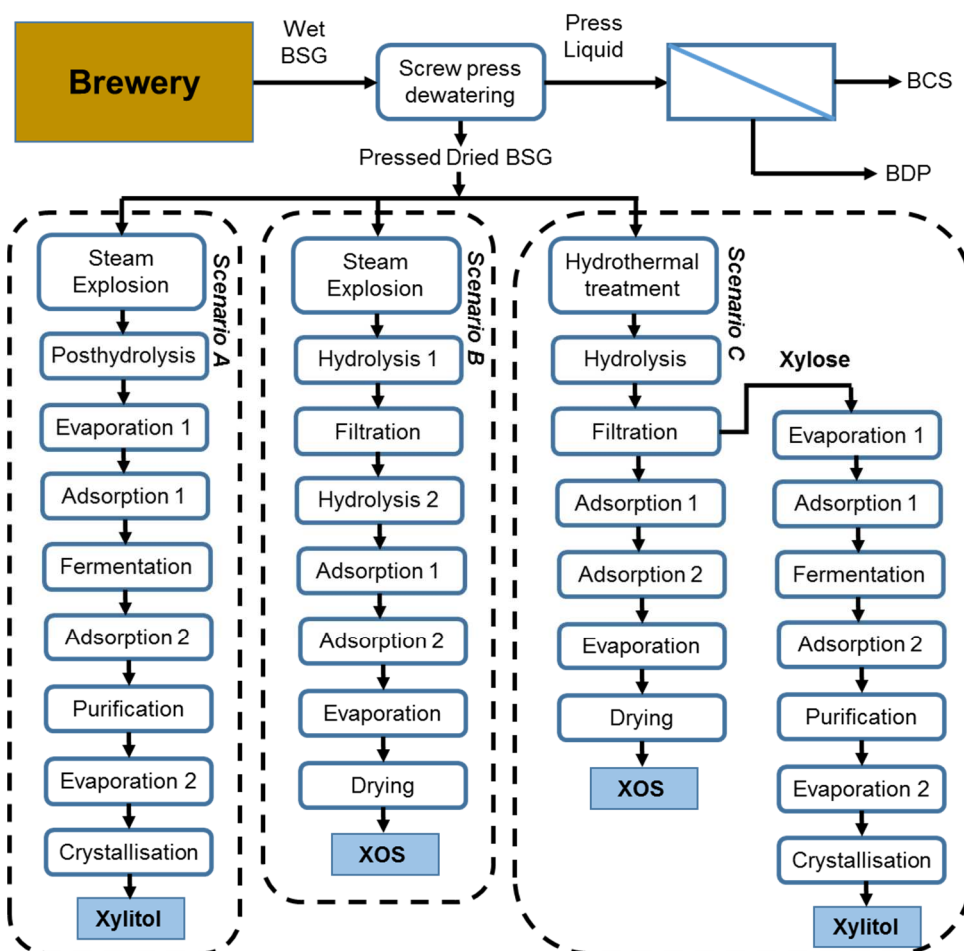 Brewery
Wet
BSG
Screw press
dewatering
Press
Liquid
BCS
BDP
Pressed Dried BSG
Scenario A
Steam
Explosion
Posthydrolysis
Evaporation 1
Adsorption 1
Fermentation
Adsorption 2
Purification
Evaporation 2
Crystallisation
Xylitol
Scenario B
Steam
Explosion
Hydrolysis 1
Filtration
Hydrolysis 2
Adsorption 1
Adsorption 2
Evaporation
Drying
XOS
Scenario C
Hydrothermal
treatment
Hydrolysis
Filtration
Adsorption 1
Adsorption 2
Evaporation
Drying
XOS
Xylose
Evaporation 1
Adsorption 1
Fermentation
Adsorption 2
Purification
Evaporation 2
Crystallisation
Xylitol